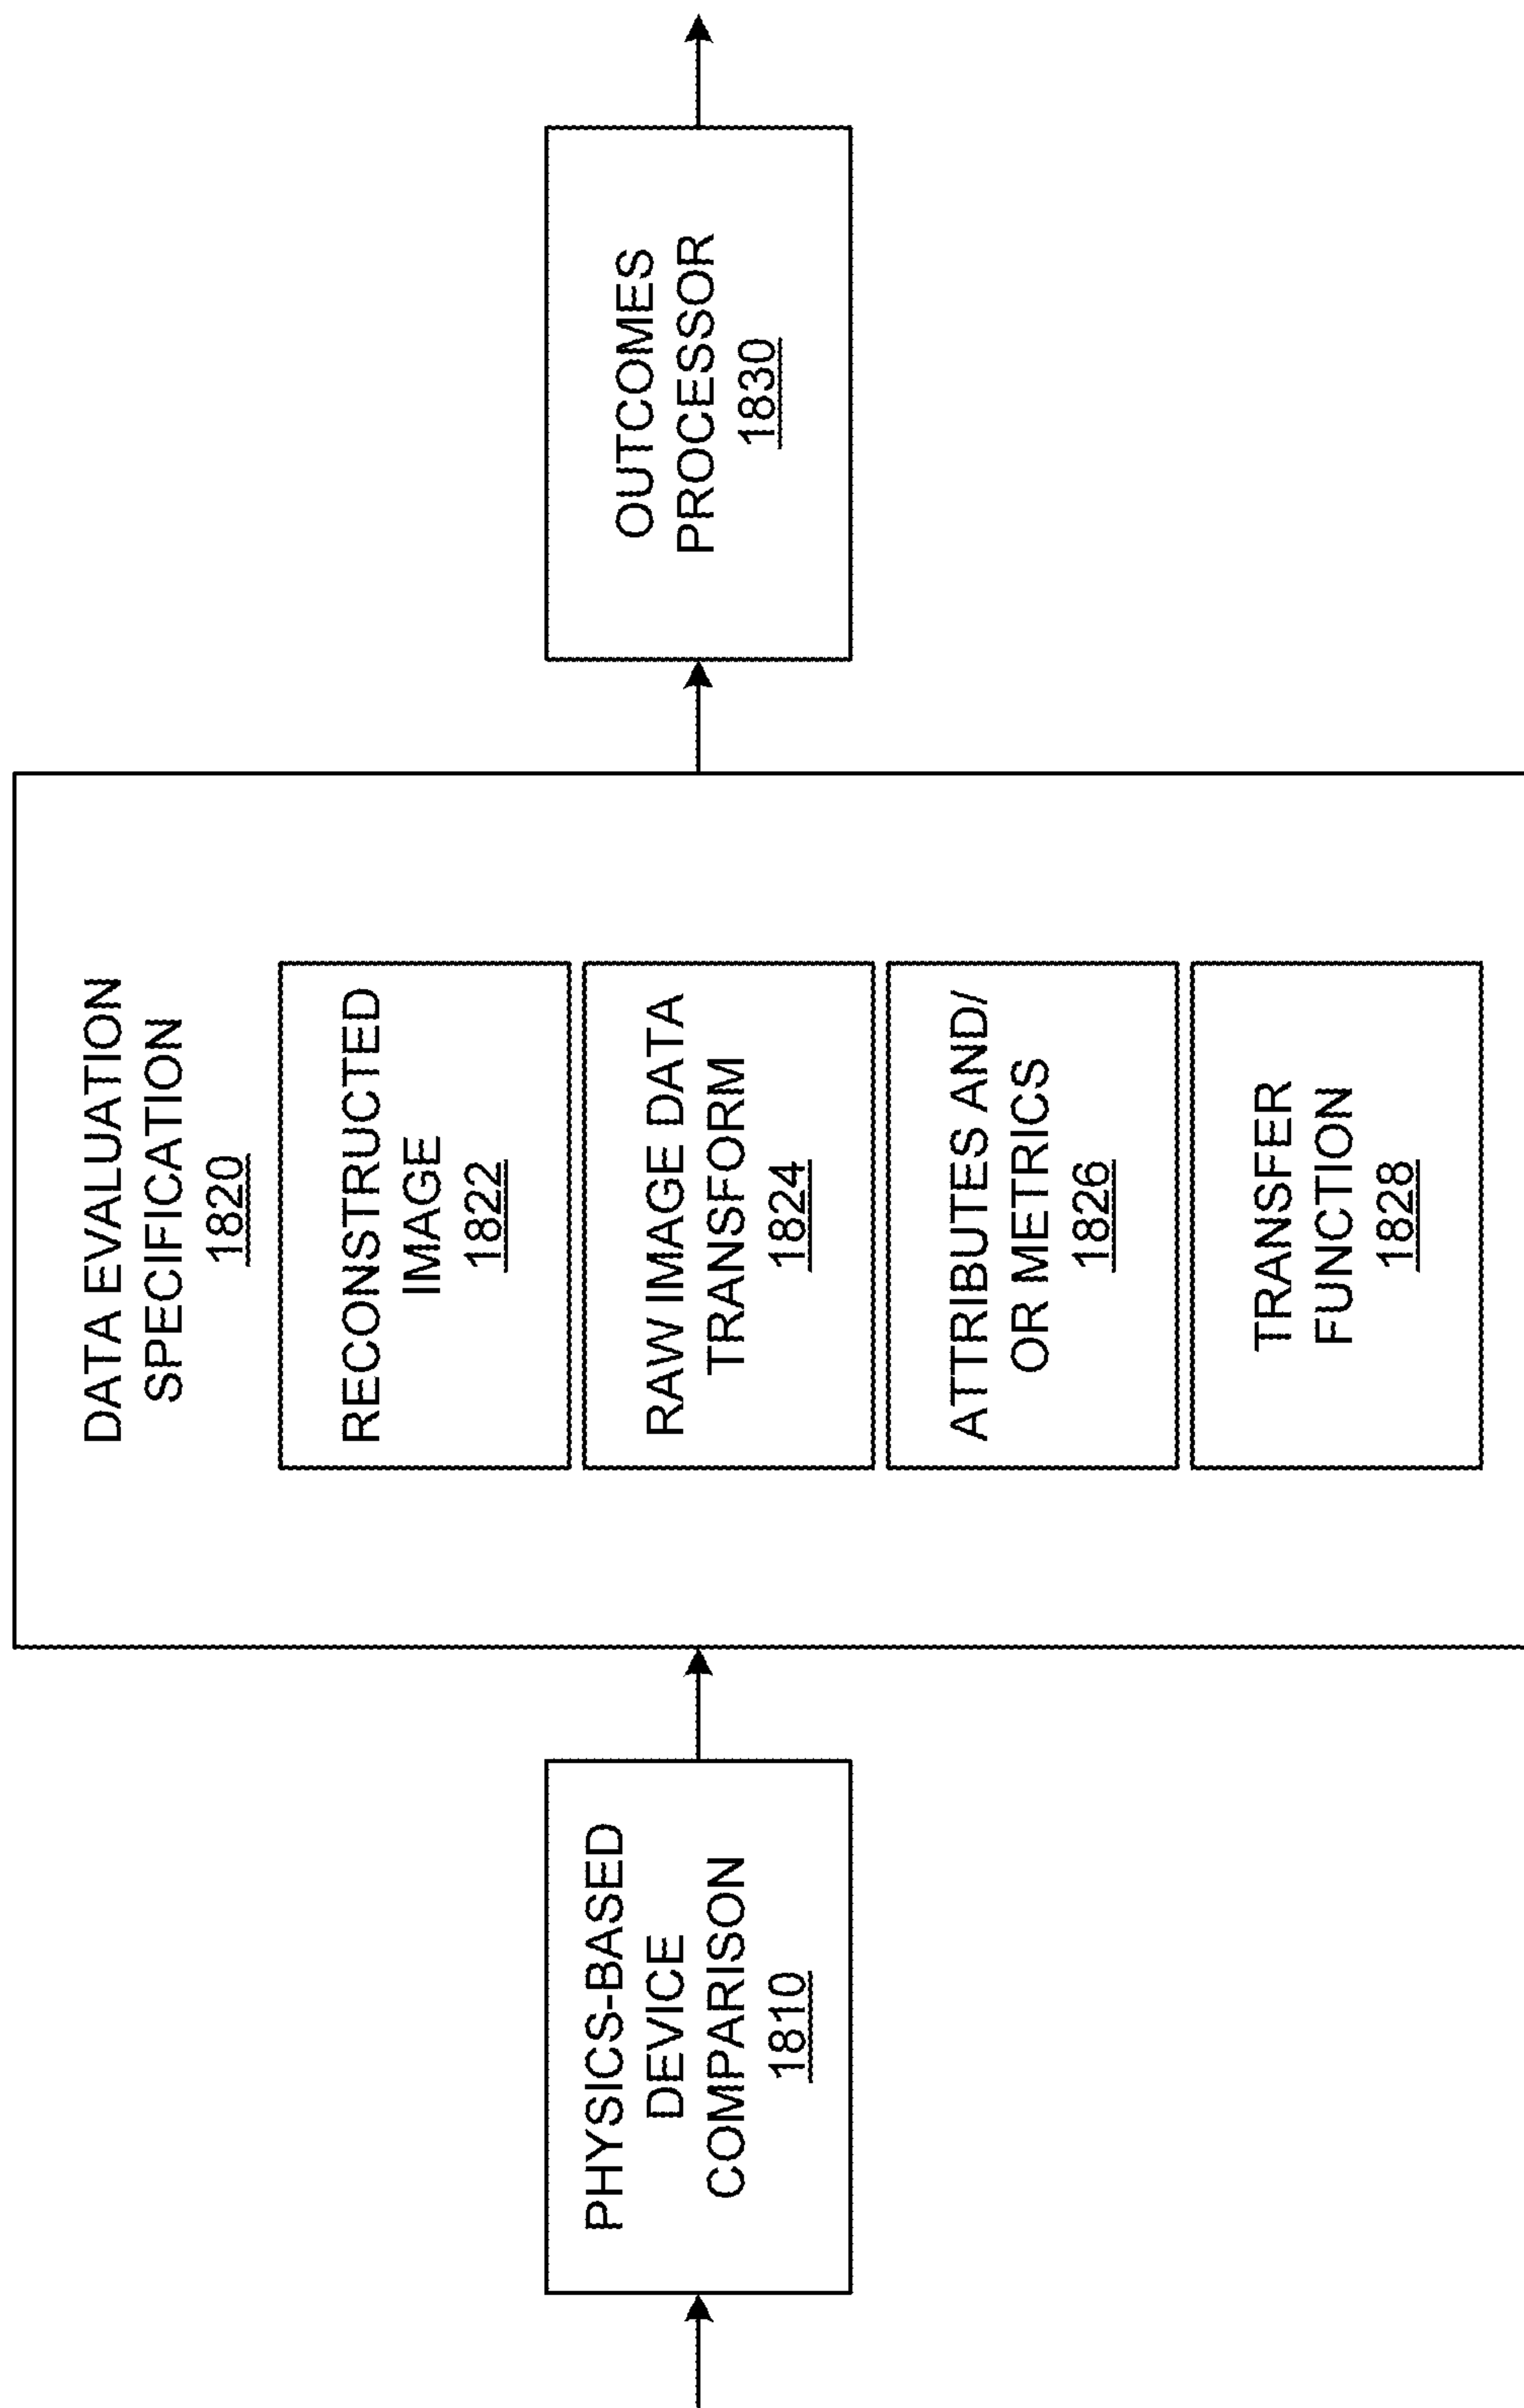 PHYSICS-BASED
DEVICE
COMPARISON
1810
DATA EVALUATION
SPECIFICATION
1820
RECONSTRUCTED
IMAGE
1822
RAW IMAGE DATA
TRANSFORM
1824
ATTRIBUTES AND/
OR METRICS
1826
TRANSFER
FUNCTION
1828
OUTCOMES
PROCESSOR
1830